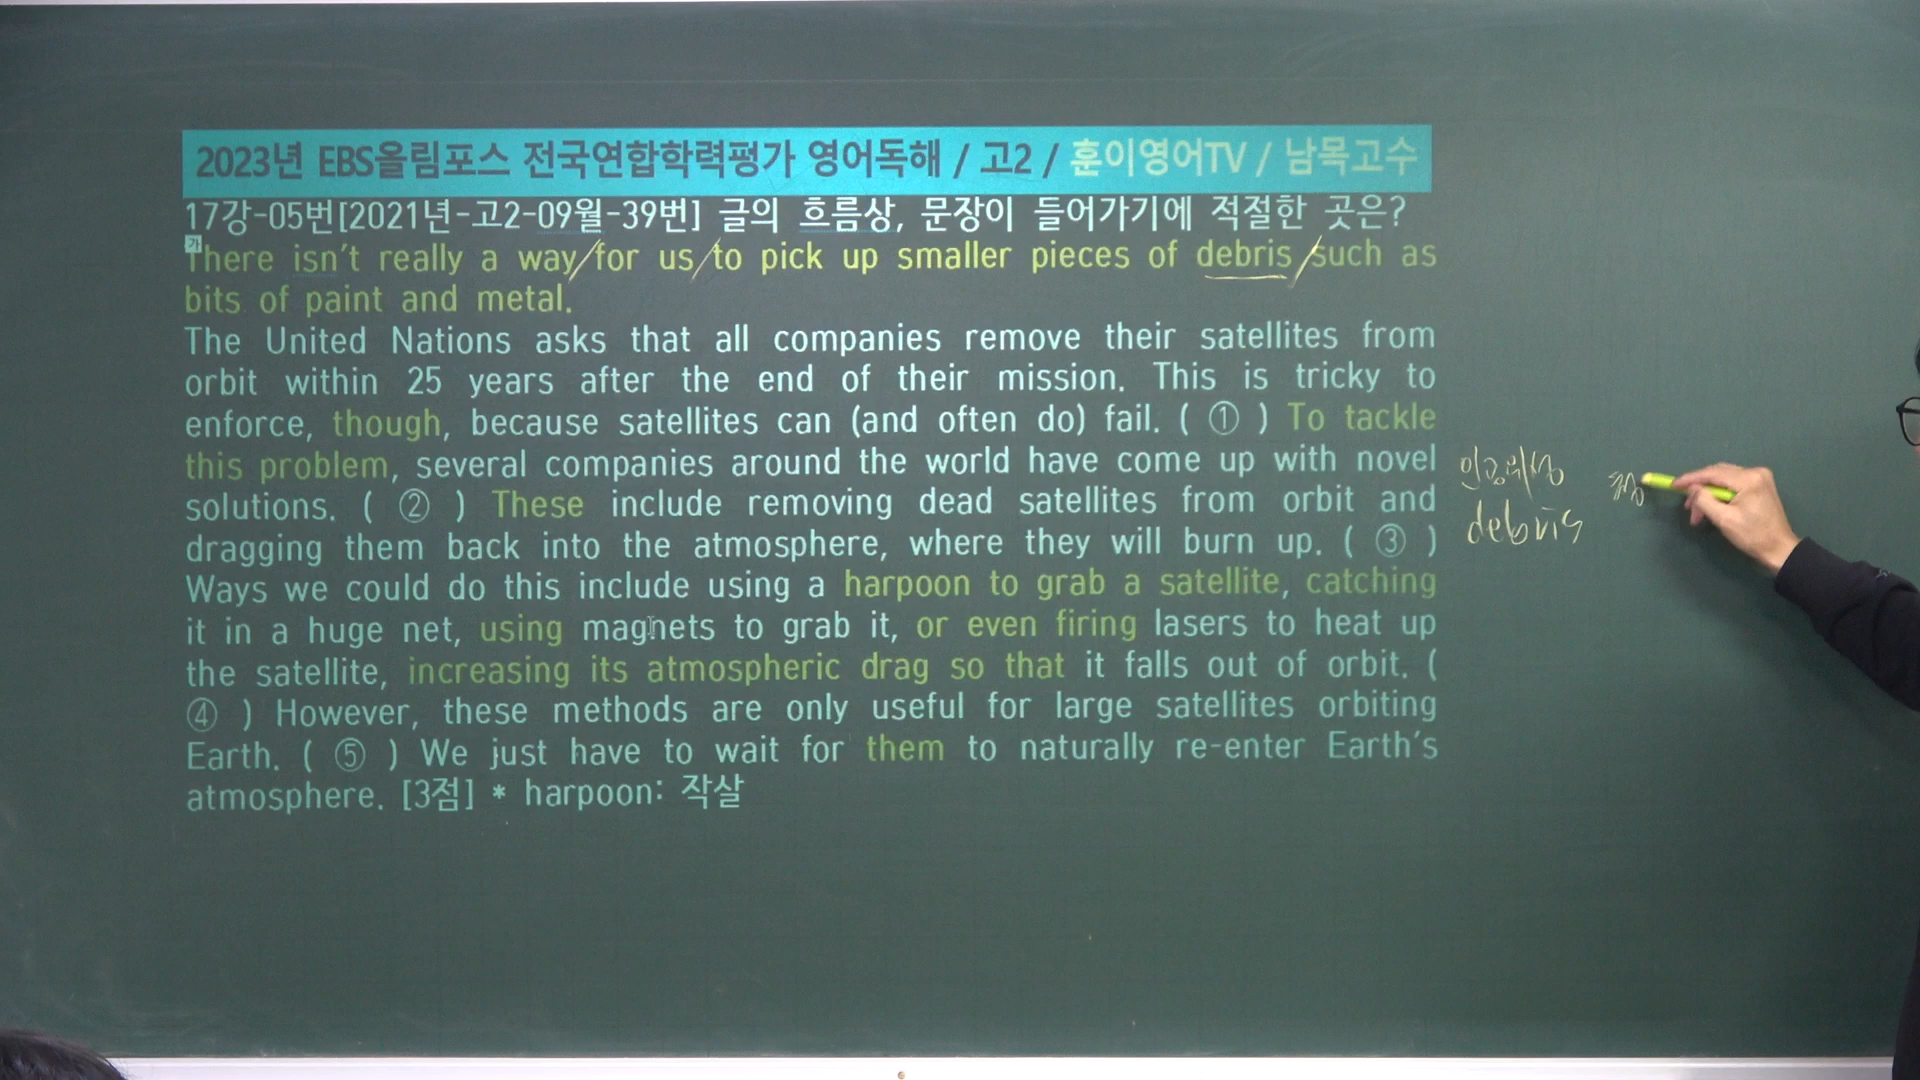 2023년 EBS올림포스 전국연합학력평가 영어독해 / 고2 / 훈이영어TV / 남목고수
17강-05번[2021년-고2-09월-39번] 글의 흐름상, 문장이 들어가기에 적절한 곳은?
There isn't really a way/for us/to pick up smaller pieces of debris/such as
bits of paint and metal.
The United Nations asks that all companies remove their satellites from
orbit within 25 years after the end of their mission. This is tricky to
enforce, though, because satellites can (and often do) fail. ( ① ) To tackle
this problem, several companies around the world have come up with novel
solutions. ( ② ) These include removing dead satellites from orbit and
dragging them back into the atmosphere, where they will burn up. ( ③ )
Ways we could do this include using a harpoon to grab a satellite, catching
it in a huge net, using magnets to grab it, or even firing lasers to heat up
the satellite, increasing its atmospheric drag so that it falls out of orbit. (
④ ) However, these methods are only useful for large satellites orbiting
Earth. ( ⑤ ) We just have to wait for them to naturally re-enter Earth's
atmosphere. [3점] * harpoon: 작살
인공위성
debris